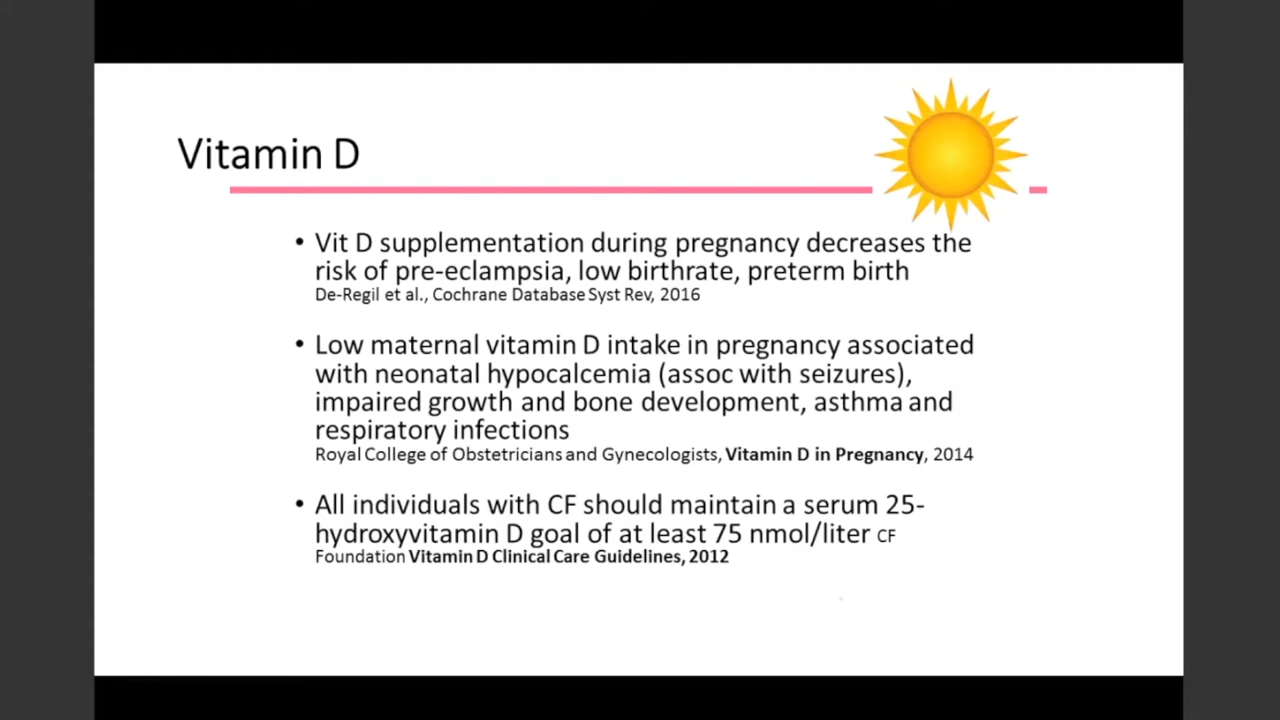 Vitamin D
• Vit D supplementation during pregnancy decreases the
risk of pre-eclampsia, low birthrate, preterm birth
De-Regil et al., Cochrane Database Syst Rev, 2016
• Low maternal vitamin D intake in pregnancy associated
with neonatal hypocalcemia (assoc with seizures),
impaired growth and bone development, asthma and
respiratory infections
Royal College of Obstetricians and Gynecologists, Vitamin D in Pregnancy, 2014
• All individuals with CF should maintain a serum 25-
hydroxyvitamin D goal of at least 75 nmol/liter CF
Foundation Vitamin D Clinical Care Guidelines, 2012